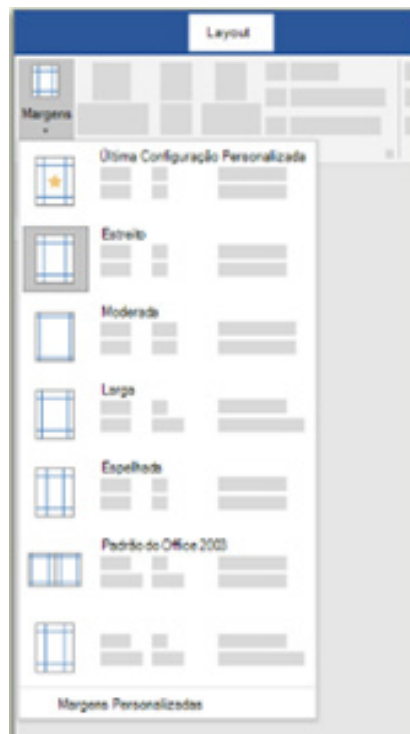 Layout
Margens
Última Configuração Personalizada
Estreito
Moderada
Larga
Espelhada
Padrão do Office 2003
Margens Personalizadas